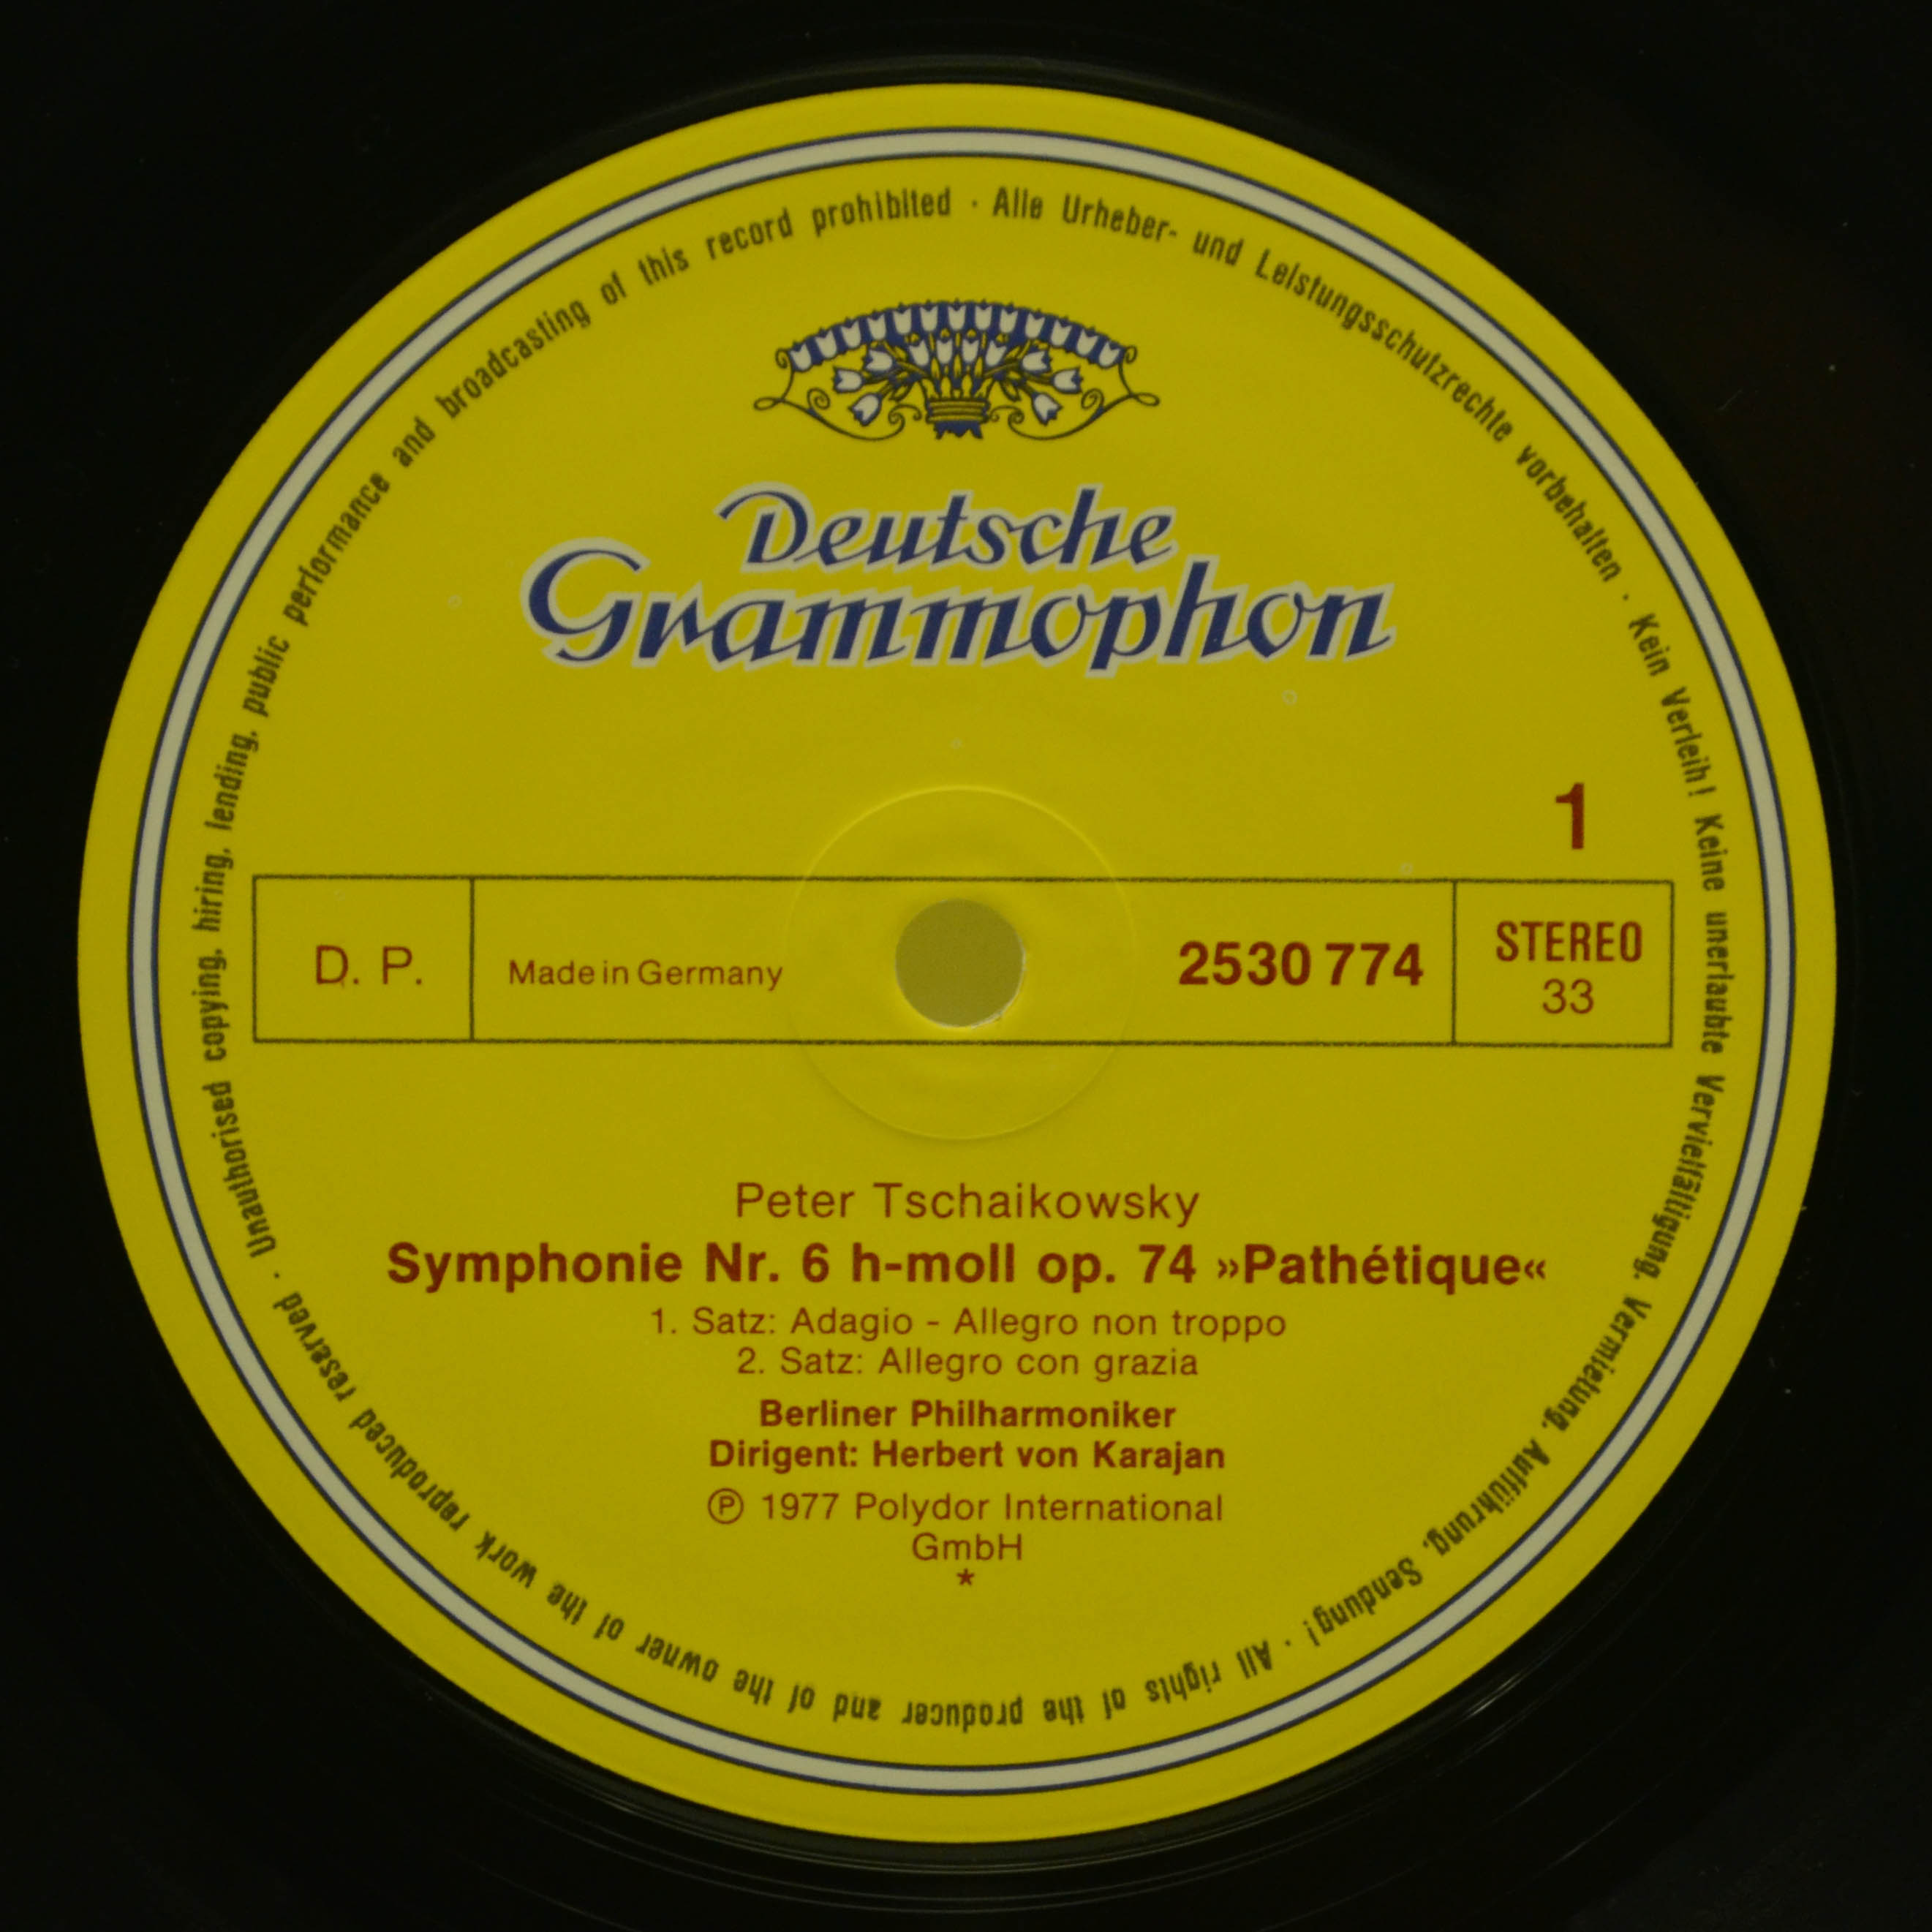 Alle Urheber- und Leistungsschutzrechte vorbehalten · Kein Verleih! Keine unerlaubte Vervielfältigung, Vermietung, Aufführung, Sendung! · All rights of the producer and of the owner of the work reproduced reserved · Unauthorised copying, hiring, lending, public performance and broadcasting of this record prohibited ·
Deutsche
Grammophon
1
D. P.
Made in Germany
2530 774
STEREO
33
Peter Tschaikowsky
Symphonie Nr. 6 h-moll op. 74 »Pathétique«
1. Satz: Adagio - Allegro non troppo
2. Satz: Allegro con grazia
Berliner Philharmoniker
Dirigent: Herbert von Karajan
Ⓟ 1977 Polydor International
GmbH
*